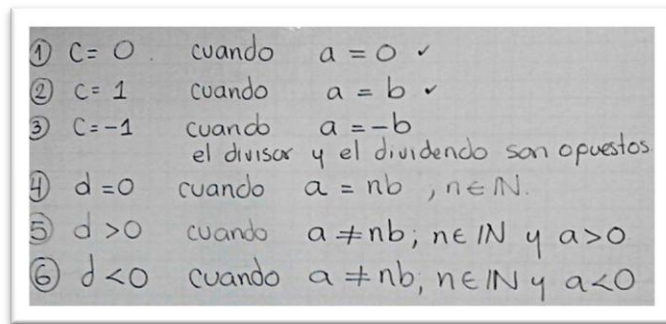 ① C = 0. cuando a = 0 ✓
② C = 1 cuando a = b ✓
③ C = -1 cuando a = -b
el divisor y el dividendo son opuestos
④ d = 0 cuando a = nb , n ∈ IN.
⑤ d > 0 cuando a ≠ nb; n ∈ IN y a > 0
⑥ d < 0 cuando a ≠ nb; n ∈ IN y a < 0